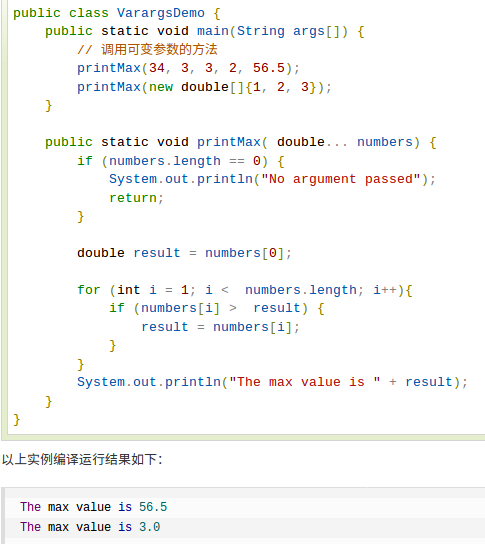 public class VarargsDemo {
    public static void main(String args[]) {
        // 调用可变参数的方法
        printMax(34, 3, 3, 2, 56.5);
        printMax(new double[]{1, 2, 3});
    }

    public static void printMax( double... numbers) {
        if (numbers.length == 0) {
            System.out.println("No argument passed");
            return;
        }

        double result = numbers[0];

        for (int i = 1; i <  numbers.length; i++){
            if (numbers[i] >  result) {
                result = numbers[i];
            }
        }
        System.out.println("The max value is " + result);
    }
}
以上实例编译运行结果如下：
The max value is 56.5
The max value is 3.0